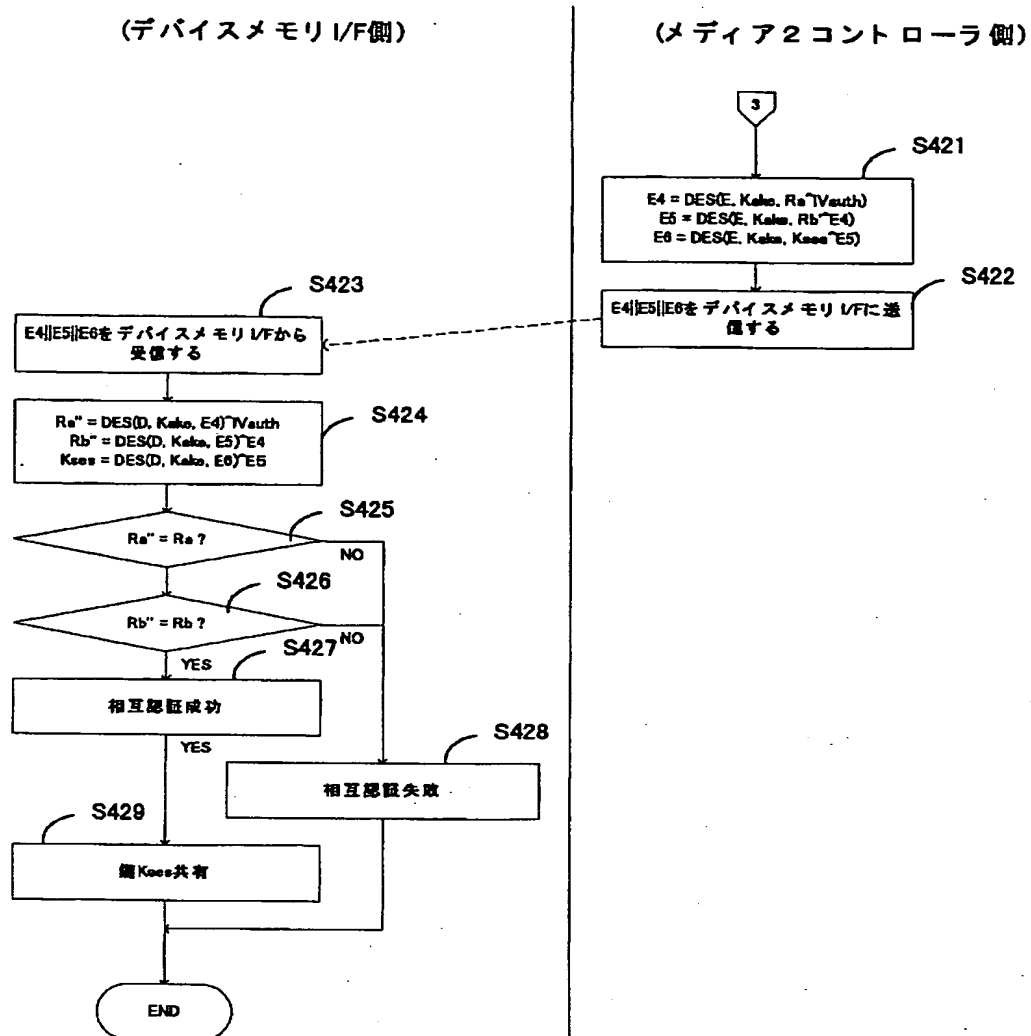 (デバイスメモリI/F側)
(メディア2コントローラ側)
3
S421
E4 = DES(E, Kake, Ra^IVauth)
E5 = DES(E, Kake, Rb^E4)
E6 = DES(E, Kake, Kses^E5)
S422
E4||E5||E6をデバイスメモリI/Fに送
信する
S423
E4||E5||E6をデバイスメモリI/Fから
受信する
S424
Ra" = DES(D, Kake, E4)^IVauth
Rb" = DES(D, Kake, E5)^E4
Kses = DES(D, Kake, E6)^E5
S425
Ra" = Ra ?
NO
S426
Rb" = Rb ?
NO
YES
S427
相互認証成功
YES
S428
相互認証失敗
S429
鍵Kses共有
END